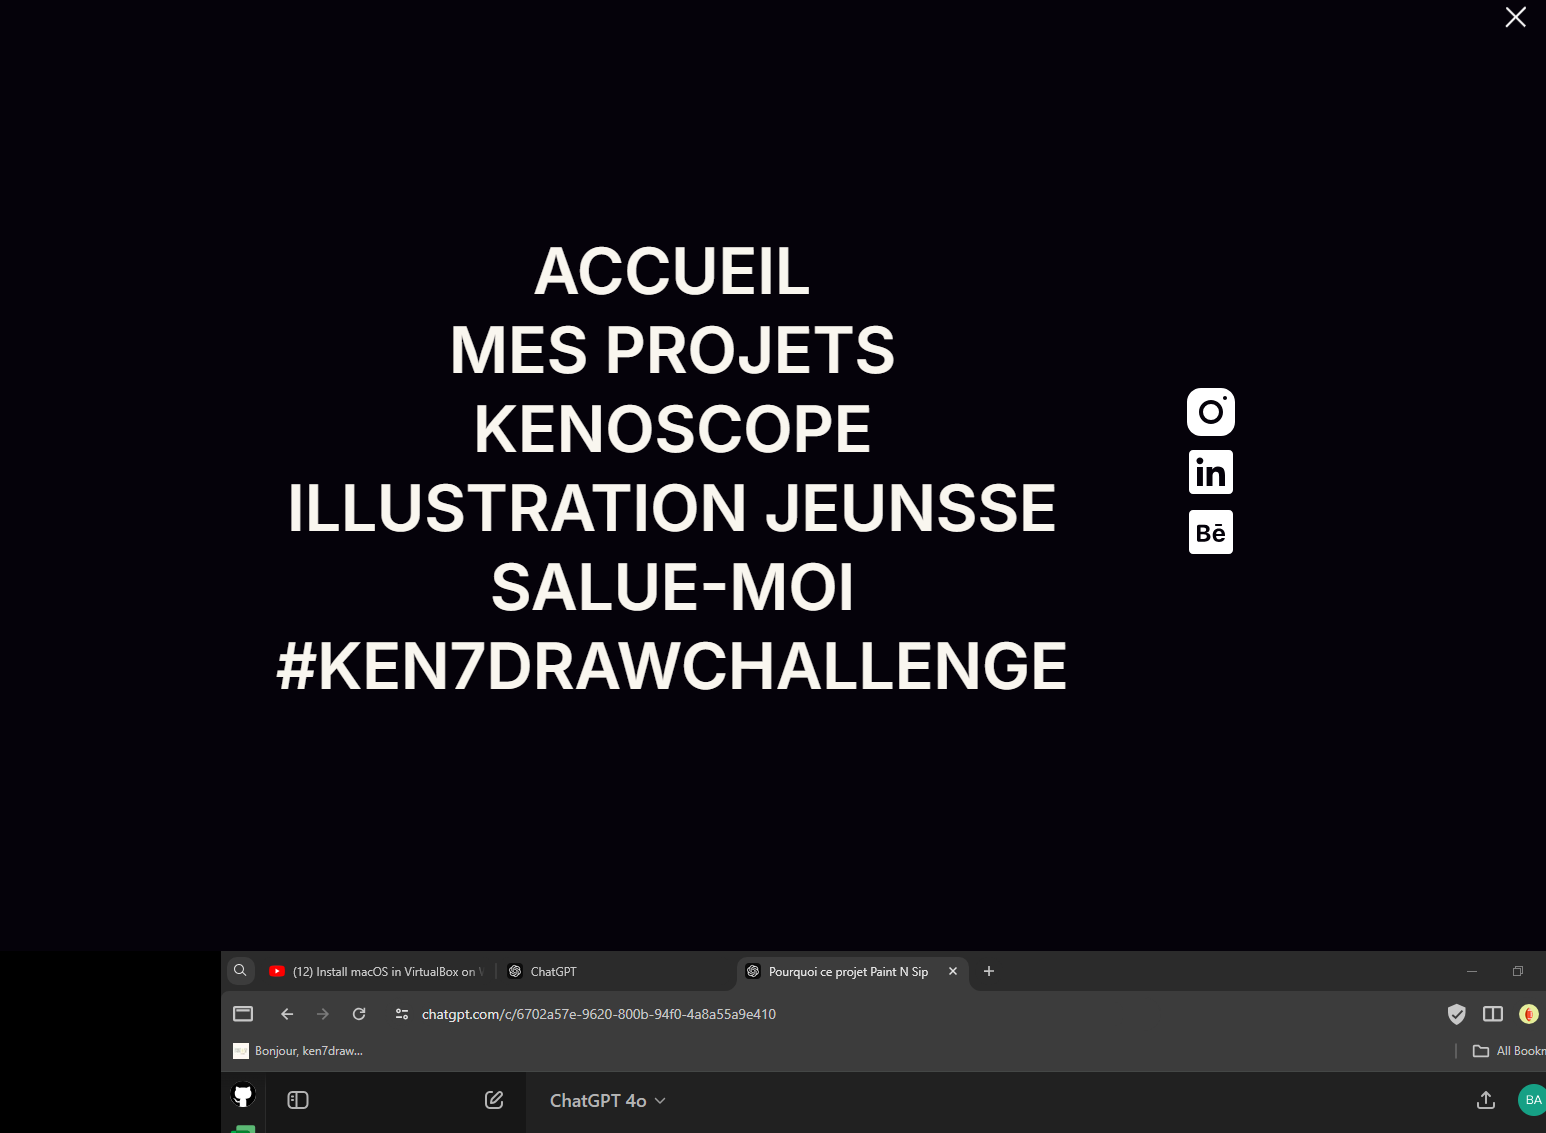 ACCUEIL
MES PROJETS
KENOSCOPE
ILLUSTRATION JEUNSSE
SALUE-MOI
#KEN7DRAWCHALLENGE
in
Bē
(12) Install macOS in VirtualBox on
ChatGPT
Pourquoi ce projet Paint N Sip
chatgpt.com/c/6702a57e-9620-800b-94f0-4a8a55a9e410
Bonjour, ken7draw...
All Bookm
ChatGPT 4o
BA